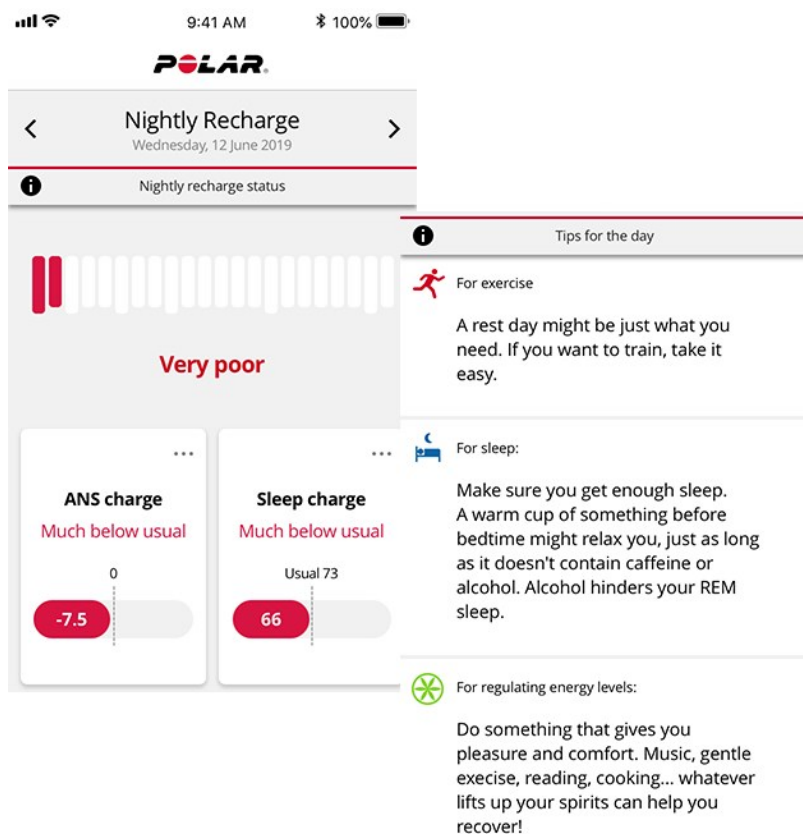 9:41 AM
100%
POLAR.
Nightly Recharge
Wednesday, 12 June 2019
Nightly recharge status
Very poor
ANS charge
Much below usual
0
-7.5
Sleep charge
Much below usual
Usual 73
66
Tips for the day
For exercise
A rest day might be just what you
need. If you want to train, take it
easy.
For sleep:
Make sure you get enough sleep.
A warm cup of something before
bedtime might relax you, just as long
as it doesn't contain caffeine or
alcohol. Alcohol hinders your REM
sleep.
For regulating energy levels:
Do something that gives you
pleasure and comfort. Music, gentle
execise, reading, cooking... whatever
lifts up your spirits can help you
recover!